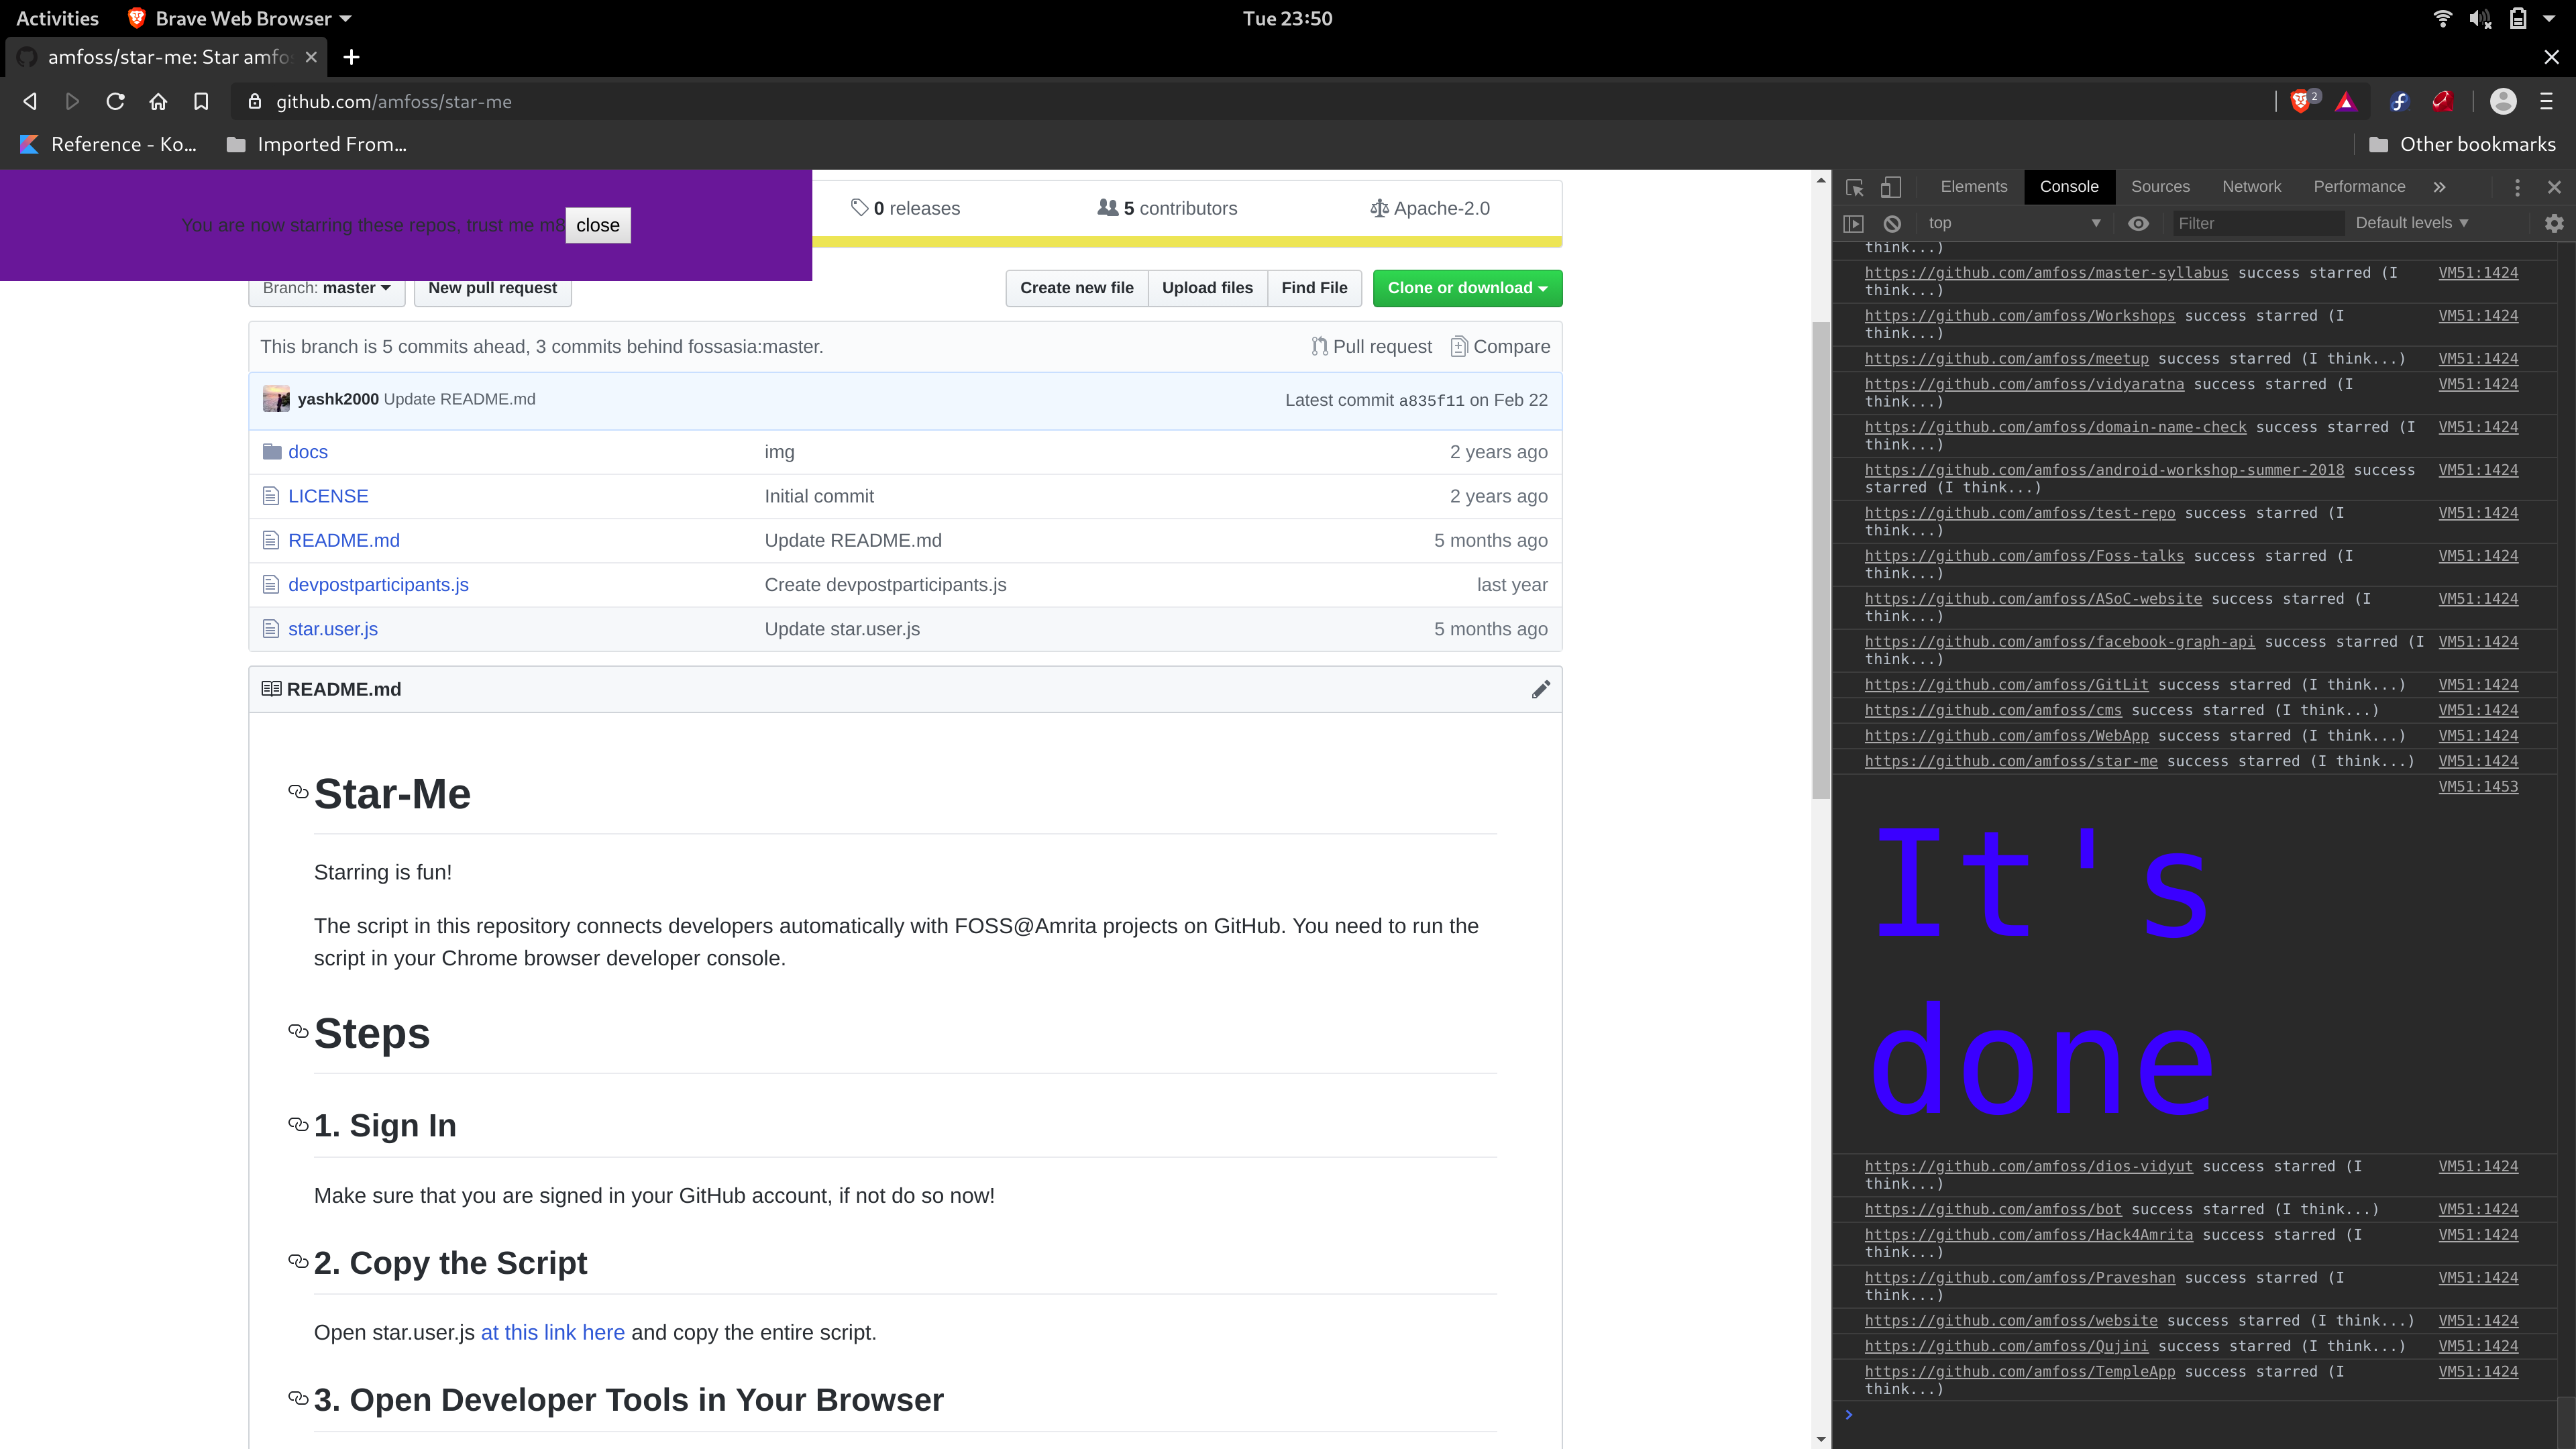 Activities Brave Web Browser Tue 23:50
amfoss/star-me: Star amfo
github.com/amfoss/star-me 2
Reference - Ko... Imported From... Other bookmarks
You are now starring these repos, trust me m8 close
0 releases 5 contributors Apache-2.0
Branch: master New pull request Create new file Upload files Find File Clone or download
This branch is 5 commits ahead, 3 commits behind fossasia:master. Pull request Compare
yashk2000 Update README.md Latest commit a835f11 on Feb 22
docs img 2 years ago
LICENSE Initial commit 2 years ago
README.md Update README.md 5 months ago
devpostparticipants.js Create devpostparticipants.js last year
star.user.js Update star.user.js 5 months ago
README.md
Star-Me
Starring is fun!
The script in this repository connects developers automatically with FOSS@Amrita projects on GitHub. You need to run the
script in your Chrome browser developer console.
Steps
1. Sign In
Make sure that you are signed in your GitHub account, if not do so now!
2. Copy the Script
Open star.user.js at this link here and copy the entire script.
3. Open Developer Tools in Your Browser
Elements Console Sources Network Performance »
top Filter Default levels
think...)
https://github.com/amfoss/master-syllabus success starred (I VM51:1424
think...)
https://github.com/amfoss/Workshops success starred (I VM51:1424
think...)
https://github.com/amfoss/meetup success starred (I think...) VM51:1424
https://github.com/amfoss/vidyaratna success starred (I VM51:1424
think...)
https://github.com/amfoss/domain-name-check success starred (I VM51:1424
think...)
https://github.com/amfoss/android-workshop-summer-2018 success VM51:1424
starred (I think...)
https://github.com/amfoss/test-repo success starred (I VM51:1424
think...)
https://github.com/amfoss/Foss-talks success starred (I VM51:1424
think...)
https://github.com/amfoss/ASoC-website success starred (I VM51:1424
think...)
https://github.com/amfoss/facebook-graph-api success starred (I VM51:1424
think...)
https://github.com/amfoss/GitLit success starred (I think...) VM51:1424
https://github.com/amfoss/cms success starred (I think...) VM51:1424
https://github.com/amfoss/WebApp success starred (I think...) VM51:1424
https://github.com/amfoss/star-me success starred (I think...) VM51:1424
VM51:1453
It's
done
https://github.com/amfoss/dios-vidyut success starred (I VM51:1424
think...)
https://github.com/amfoss/bot success starred (I think...) VM51:1424
https://github.com/amfoss/Hack4Amrita success starred (I VM51:1424
think...)
https://github.com/amfoss/Praveshan success starred (I VM51:1424
think...)
https://github.com/amfoss/website success starred (I think...) VM51:1424
https://github.com/amfoss/Qujini success starred (I think...) VM51:1424
https://github.com/amfoss/TempleApp success starred (I VM51:1424
think...)